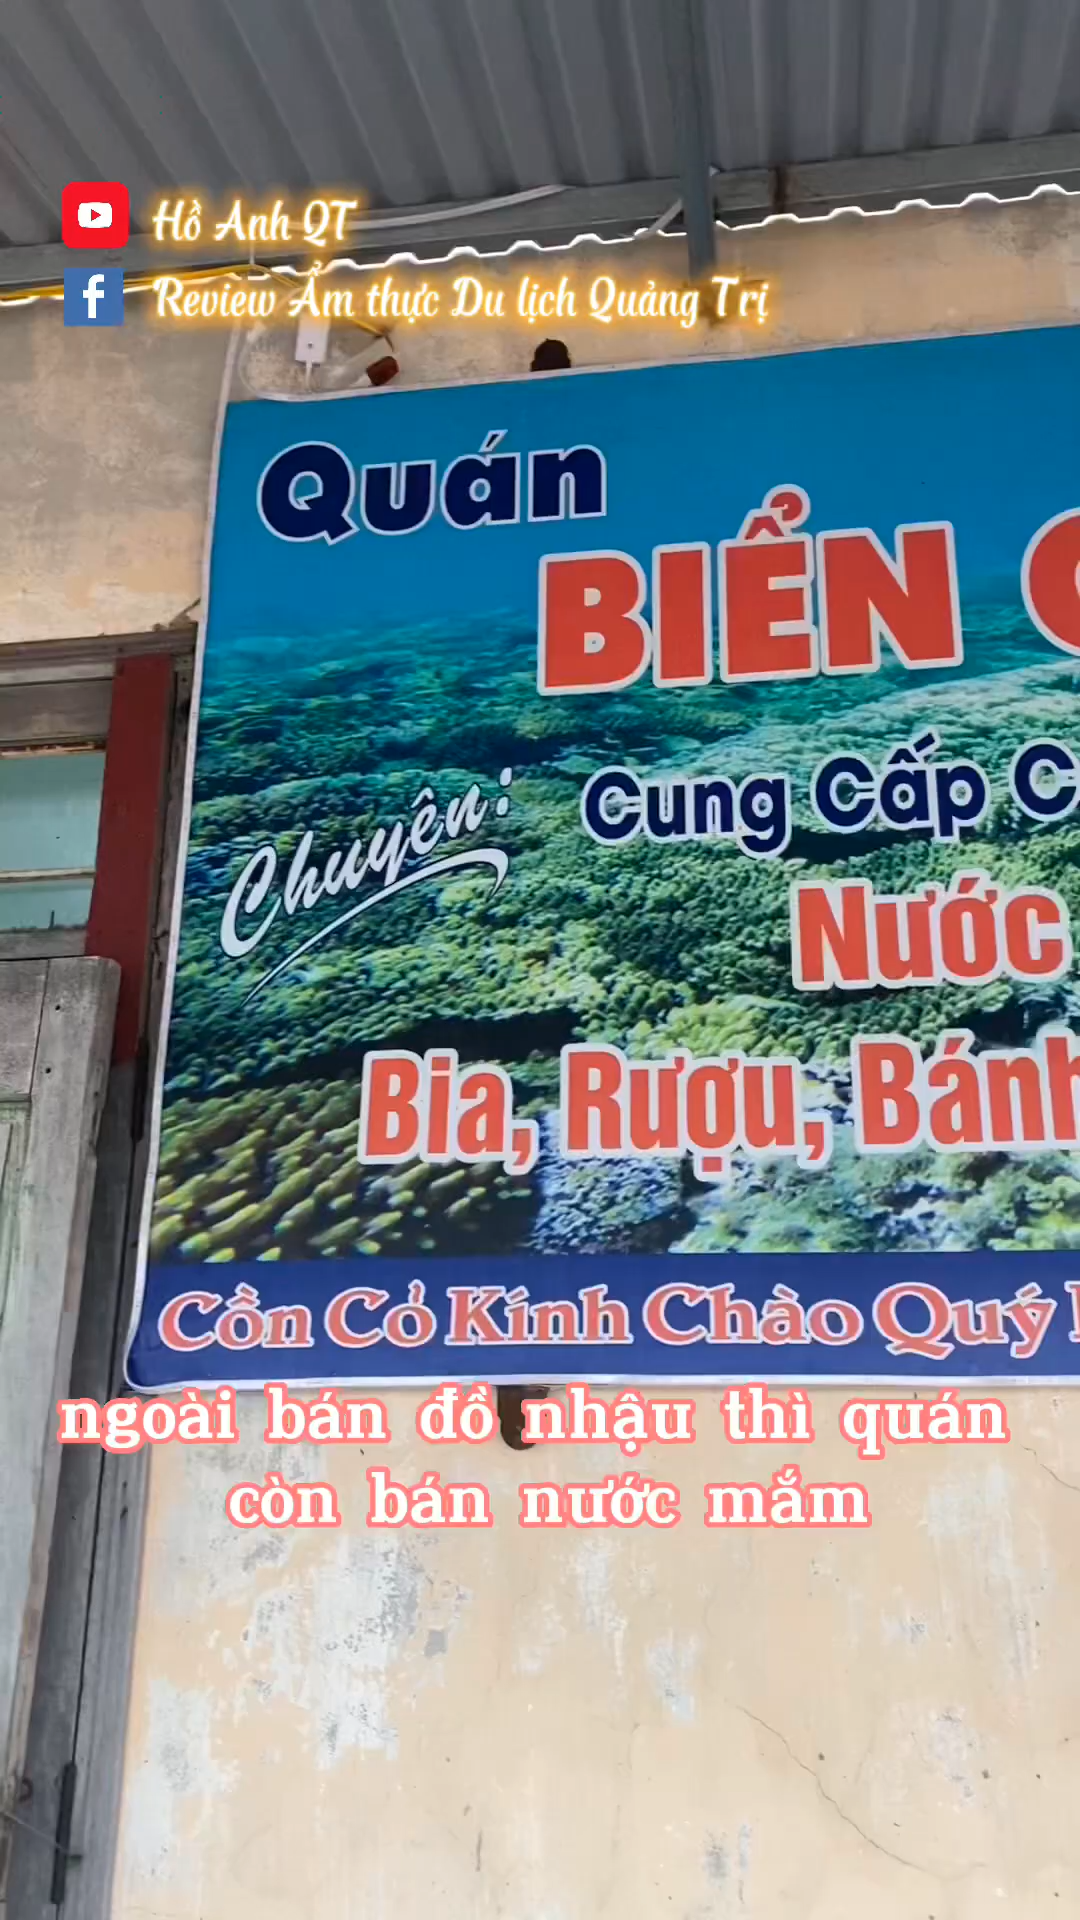 Hồ Anh QT
Review Ẩm thực Du lịch Quảng Trị
Quán
BIỂN
Chuyên:
Cung Cấp
Nước
Bia, Rượu, Bánh
Cồn Cỏ Kính Chào Quý
ngoài bán đồ nhậu thì quán
còn bán nước mắm